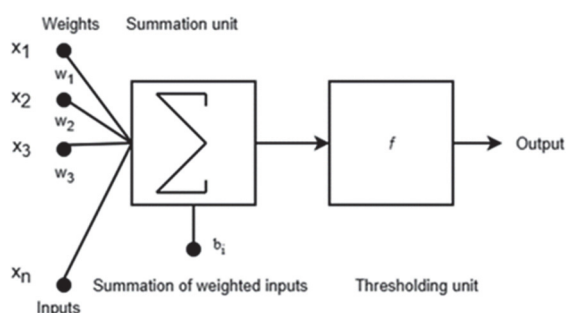 Weights Summation unit
x1
w1
x2
w2
x3
w3
Σ
f
Output
bi
xn
Summation of weighted inputs Thresholding unit
Inputs